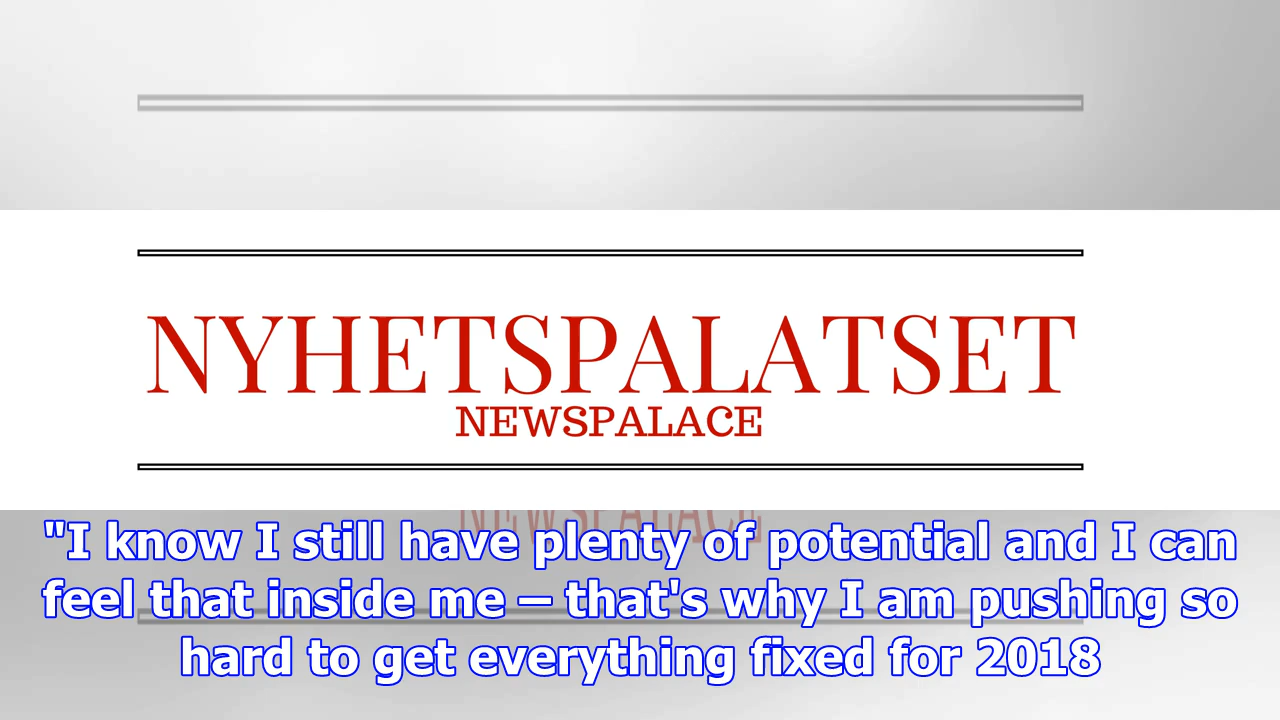 NYHETSPALATSET
NEWSPALACE
NEWSPALACE
"I know I still have plenty of potential and I can
feel that inside me – that's why I am pushing so
hard to get everything fixed for 2018